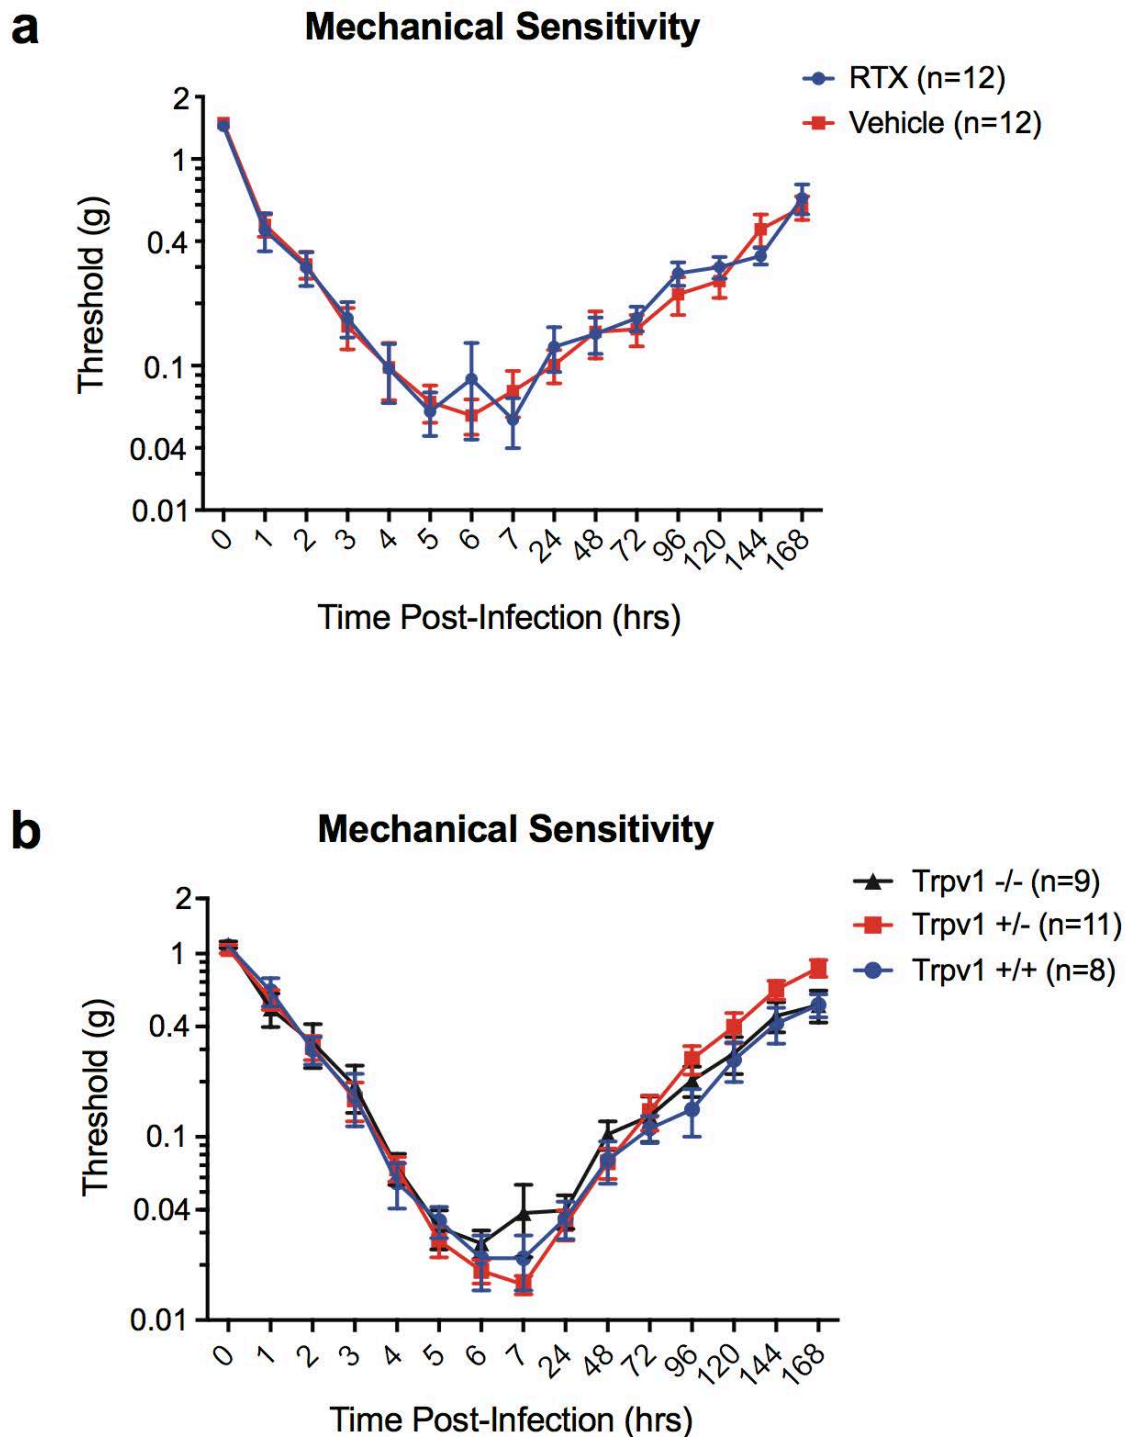 a
Mechanical Sensitivity
RTX (n=12)
Vehicle (n=12)
Threshold (g)
2
1
0.4
0.1
0.04
0.01
0 1 2 3 4 5 6 7 24 48 72 96 120 144 168
Time Post-Infection (hrs)
b
Mechanical Sensitivity
Trpv1 -/- (n=9)
Trpv1 +/- (n=11)
Trpv1 +/+ (n=8)
Threshold (g)
2
1
0.4
0.1
0.04
0.01
0 1 2 3 4 5 6 7 24 48 72 96 120 144 168
Time Post-Infection (hrs)